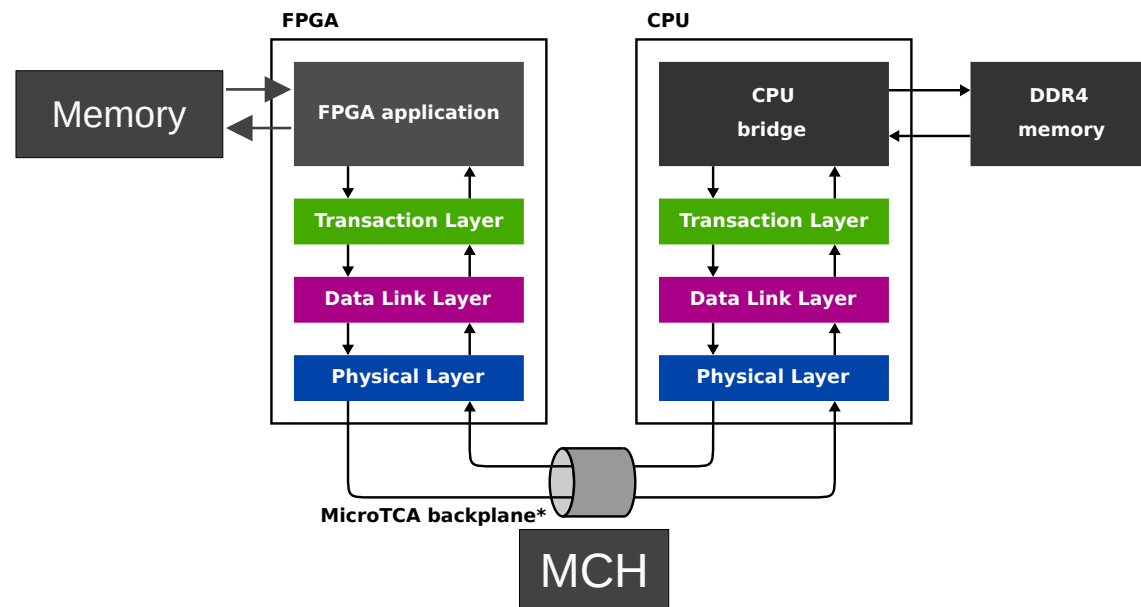 FPGA
CPU
Memory
FPGA application
CPU
bridge
DDR4
memory
Transaction Layer
Transaction Layer
Data Link Layer
Data Link Layer
Physical Layer
Physical Layer
MicroTCA backplane*
MCH